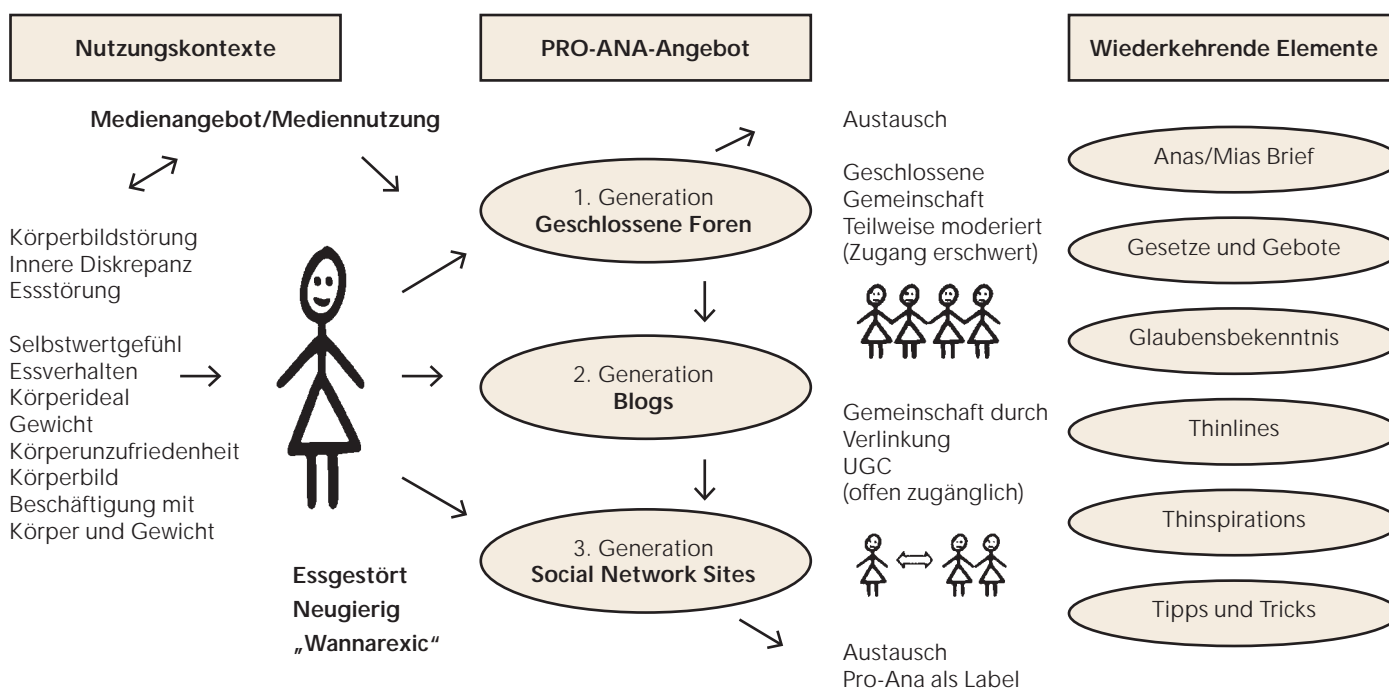 Nutzungskontexte
Medienangebot/Mediennutzung
Körperbildstörung
Innere Diskrepanz
Essstörung
Selbstwertgefühl
Essverhalten
Körperideal
Gewicht
Körperunzufriedenheit
Körperbild
Beschäftigung mit
Körper und Gewicht
Essgestört
Neugierig
„Wannarexic“
PRO-ANA-Angebot
1. Generation
Geschlossene Foren
2. Generation
Blogs
3. Generation
Social Network Sites
Austausch
Geschlossene
Gemeinschaft
Teilweise moderiert
(Zugang erschwert)
Gemeinschaft durch
Verlinkung
UGC
(offen zugänglich)
Austausch
Pro-Ana als Label
Wiederkehrende Elemente
Anas/Mias Brief
Gesetze und Gebote
Glaubensbekenntnis
Thinlines
Thinspirations
Tipps und Tricks